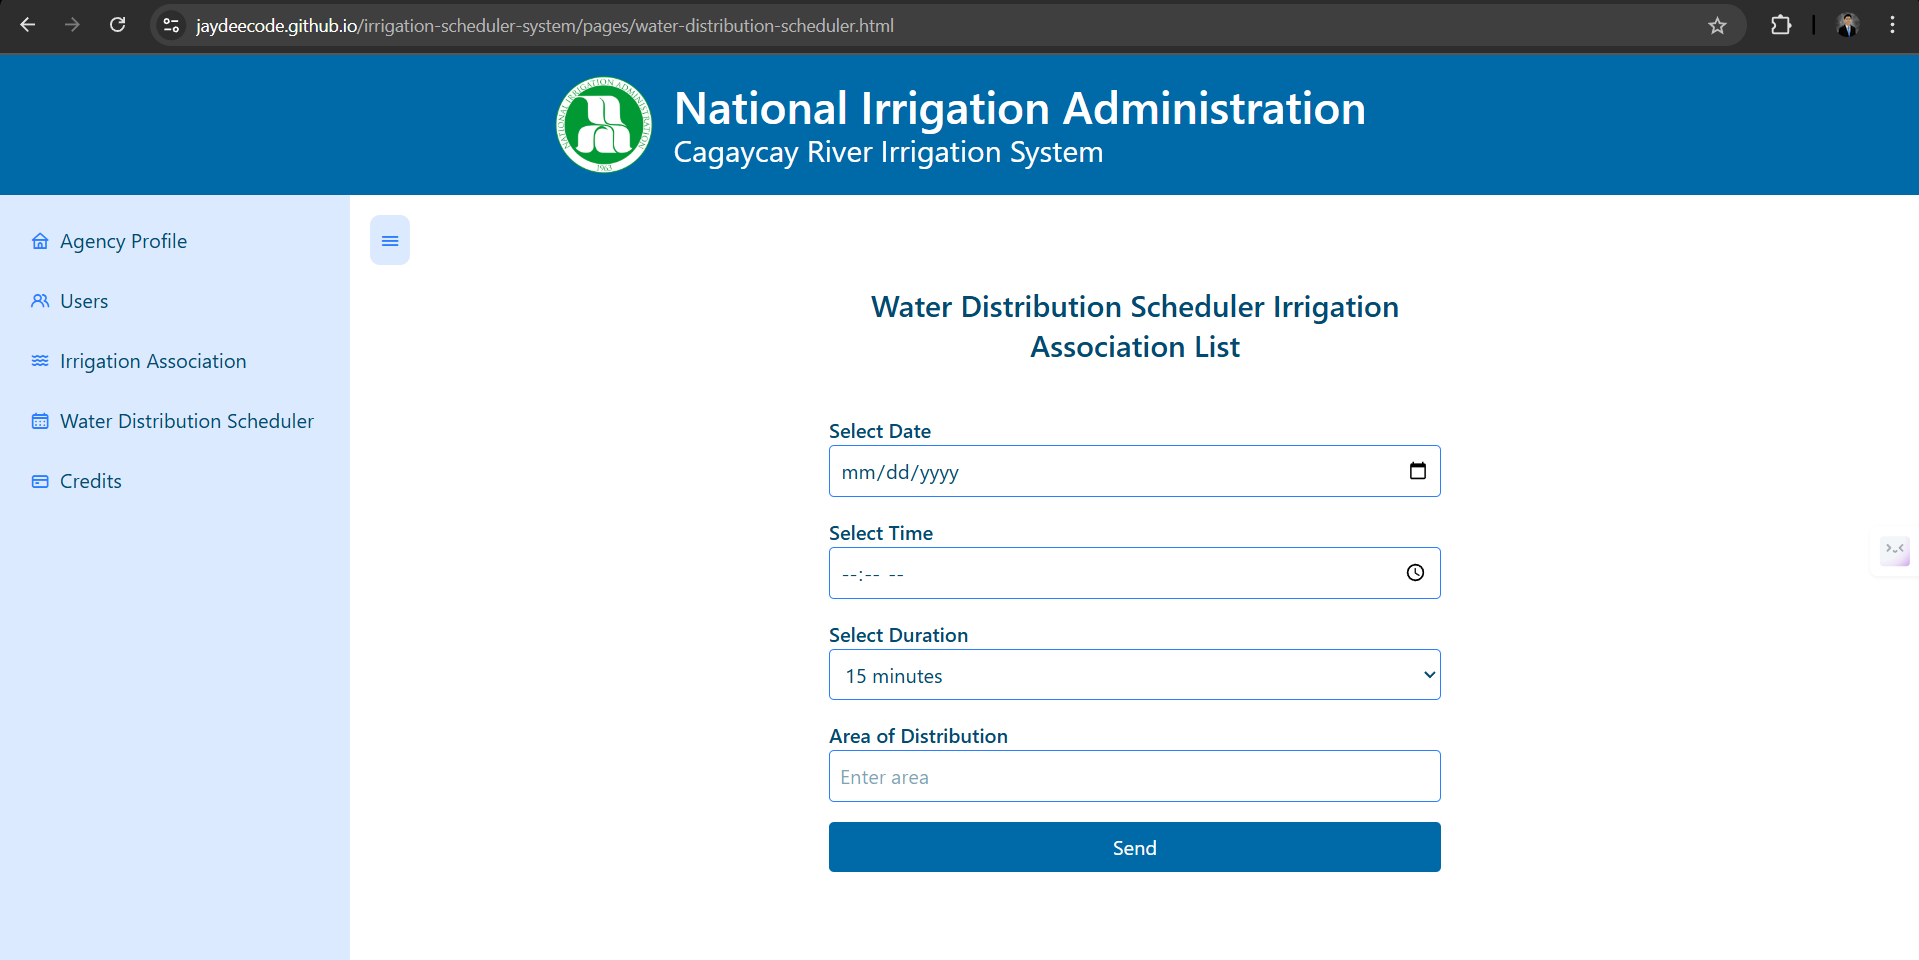 jaydeecode.github.io/irrigation-scheduler-system/pages/water-distribution-scheduler.html
NATIONAL IRRIGATION ADMINISTRATION
1963
National Irrigation Administration
Cagaycay River Irrigation System
Agency Profile
Users
Irrigation Association
Water Distribution Scheduler
Credits
Water Distribution Scheduler Irrigation
Association List
Select Date
mm/dd/yyyy
Select Time
--:-- --
Select Duration
15 minutes
Area of Distribution
Enter area
Send